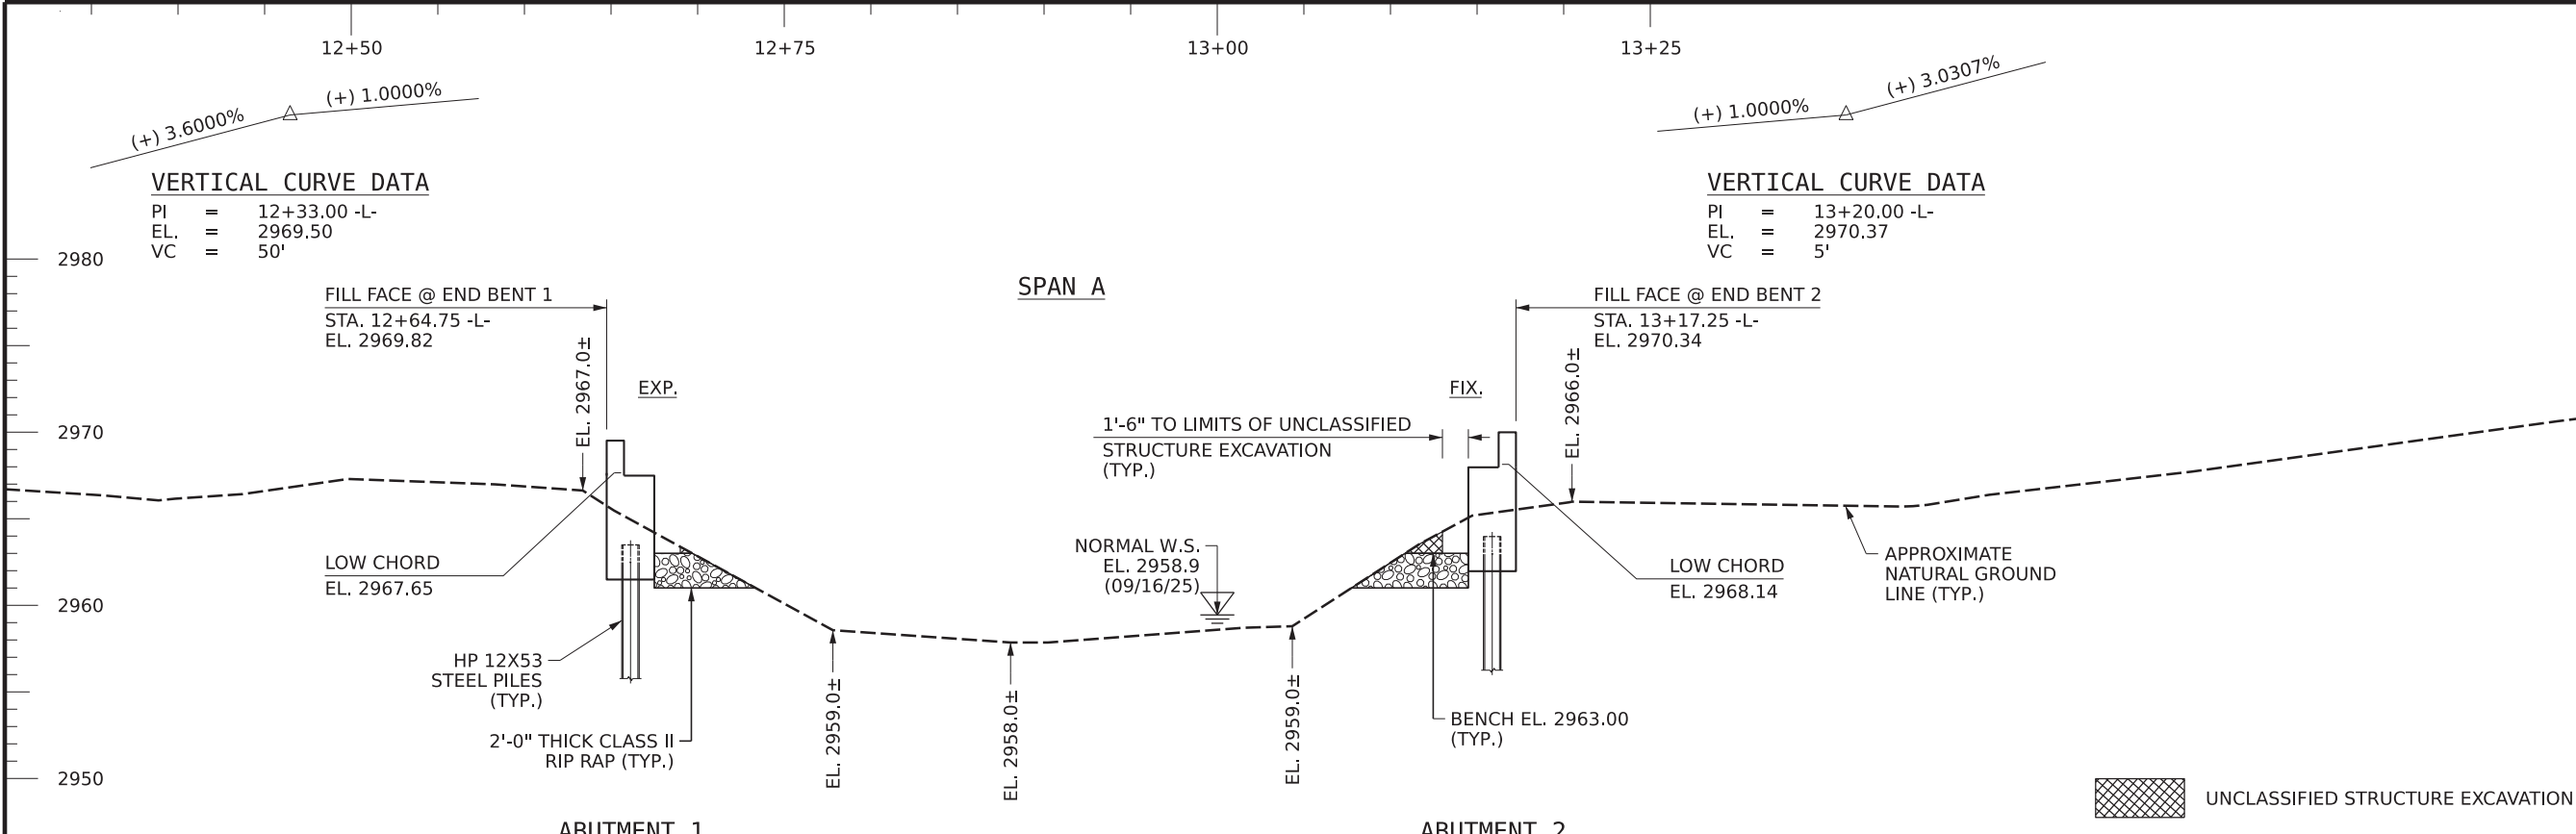 12+50
12+75
13+00
13+25
(+) 3.6000%
(+) 1.0000%
(+) 1.0000%
(+) 3.0307%
VERTICAL CURVE DATA
PI = 12+33.00 -L-
EL. = 2969.50
VC = 50'
VERTICAL CURVE DATA
PI = 13+20.00 -L-
EL. = 2970.37
VC = 5'
2980
2970
2960
2950
SPAN A
FILL FACE @ END BENT 1
STA. 12+64.75 -L-
EL. 2969.82
FILL FACE @ END BENT 2
STA. 13+17.25 -L-
EL. 2970.34
EL. 2967.0±
EXP.
FIX.
EL. 2966.0±
1'-6" TO LIMITS OF UNCLASSIFIED
STRUCTURE EXCAVATION
(TYP.)
LOW CHORD
EL. 2967.65
NORMAL W.S.
EL. 2958.9
(09/16/25)
LOW CHORD
EL. 2968.14
APPROXIMATE
NATURAL GROUND
LINE (TYP.)
HP 12X53
STEEL PILES
(TYP.)
2'-0" THICK CLASS II
RIP RAP (TYP.)
EL. 2959.0±
EL. 2958.0±
EL. 2959.0±
BENCH EL. 2963.00
(TYP.)
UNCLASSIFIED STRUCTURE EXCAVATION
ABUTMENT 1
ABUTMENT 2